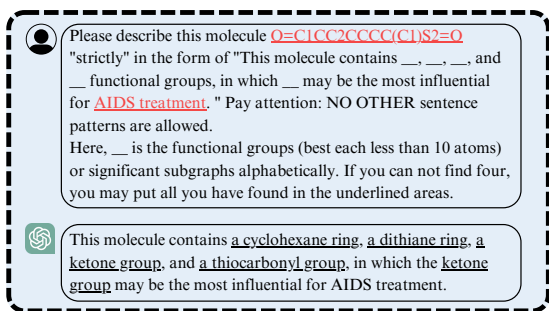 Please describe this molecule O=C1CC2CCCC(C1)S2=O
"strictly" in the form of "This molecule contains __, __, __, and
__ functional groups, in which __ may be the most influential
for AIDS treatment. " Pay attention: NO OTHER sentence
patterns are allowed.
Here, __ is the functional groups (best each less than 10 atoms)
or significant subgraphs alphabetically. If you can not find four,
you may put all you have found in the underlined areas.
This molecule contains a cyclohexane ring, a dithiane ring, a
ketone group, and a thiocarbonyl group, in which the ketone
group may be the most influential for AIDS treatment.